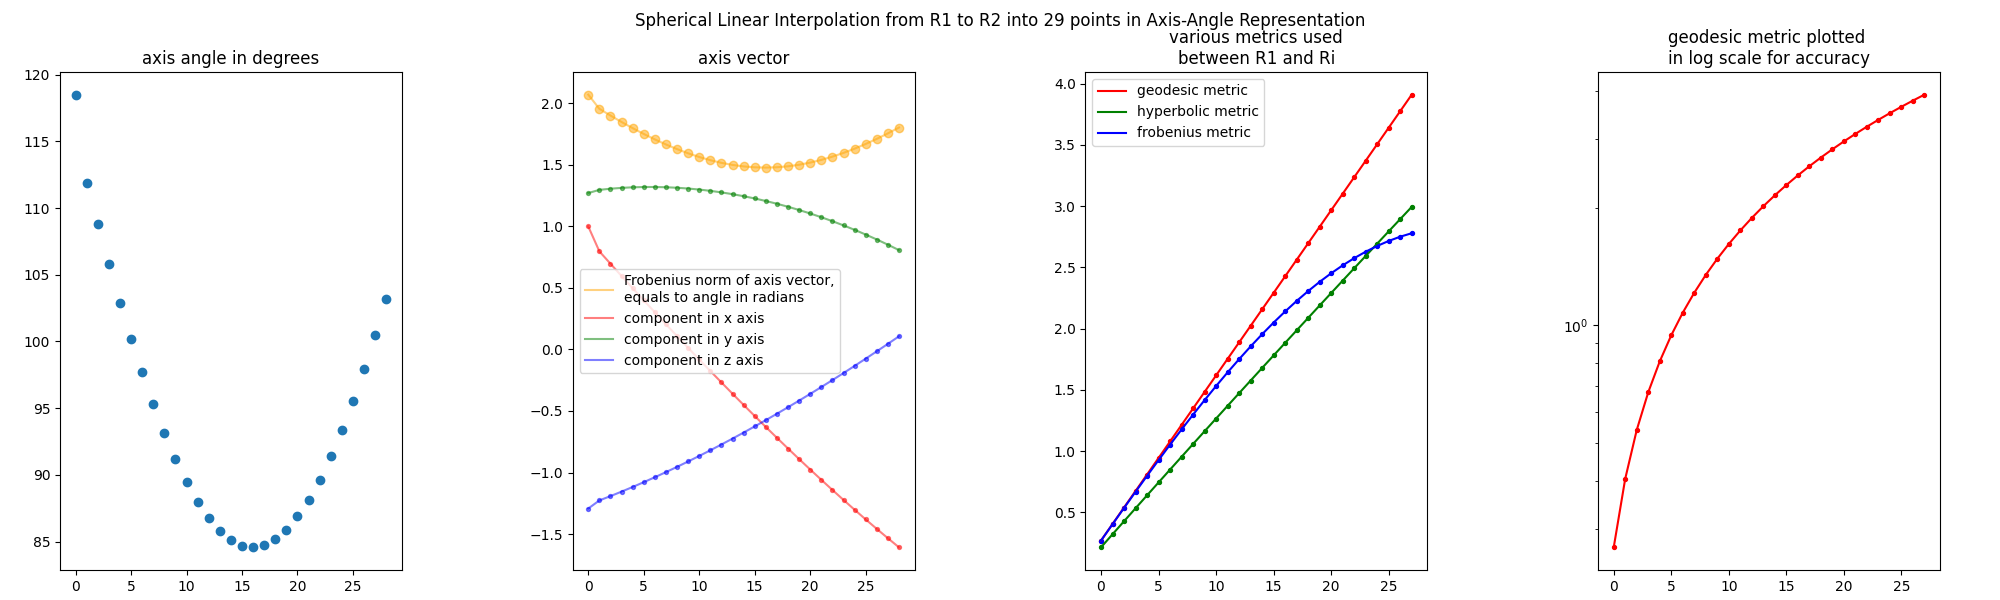 Spherical Linear Interpolation from R1 to R2 into 29 points in Axis-Angle Representation
axis angle in degrees
120
115
110
105
100
95
90
85
0 5 10 15 20 25
axis vector
2.0
1.5
1.0
0.5
0.0
−0.5
−1.0
−1.5
Frobenius norm of axis vector,
equals to angle in radians
component in x axis
component in y axis
component in z axis
0 5 10 15 20 25
various metrics used
between R1 and Ri
4.0
3.5
3.0
2.5
2.0
1.5
1.0
0.5
geodesic metric
hyperbolic metric
frobenius metric
0 5 10 15 20 25
geodesic metric plotted
in log scale for accuracy
10⁰
0 5 10 15 20 25